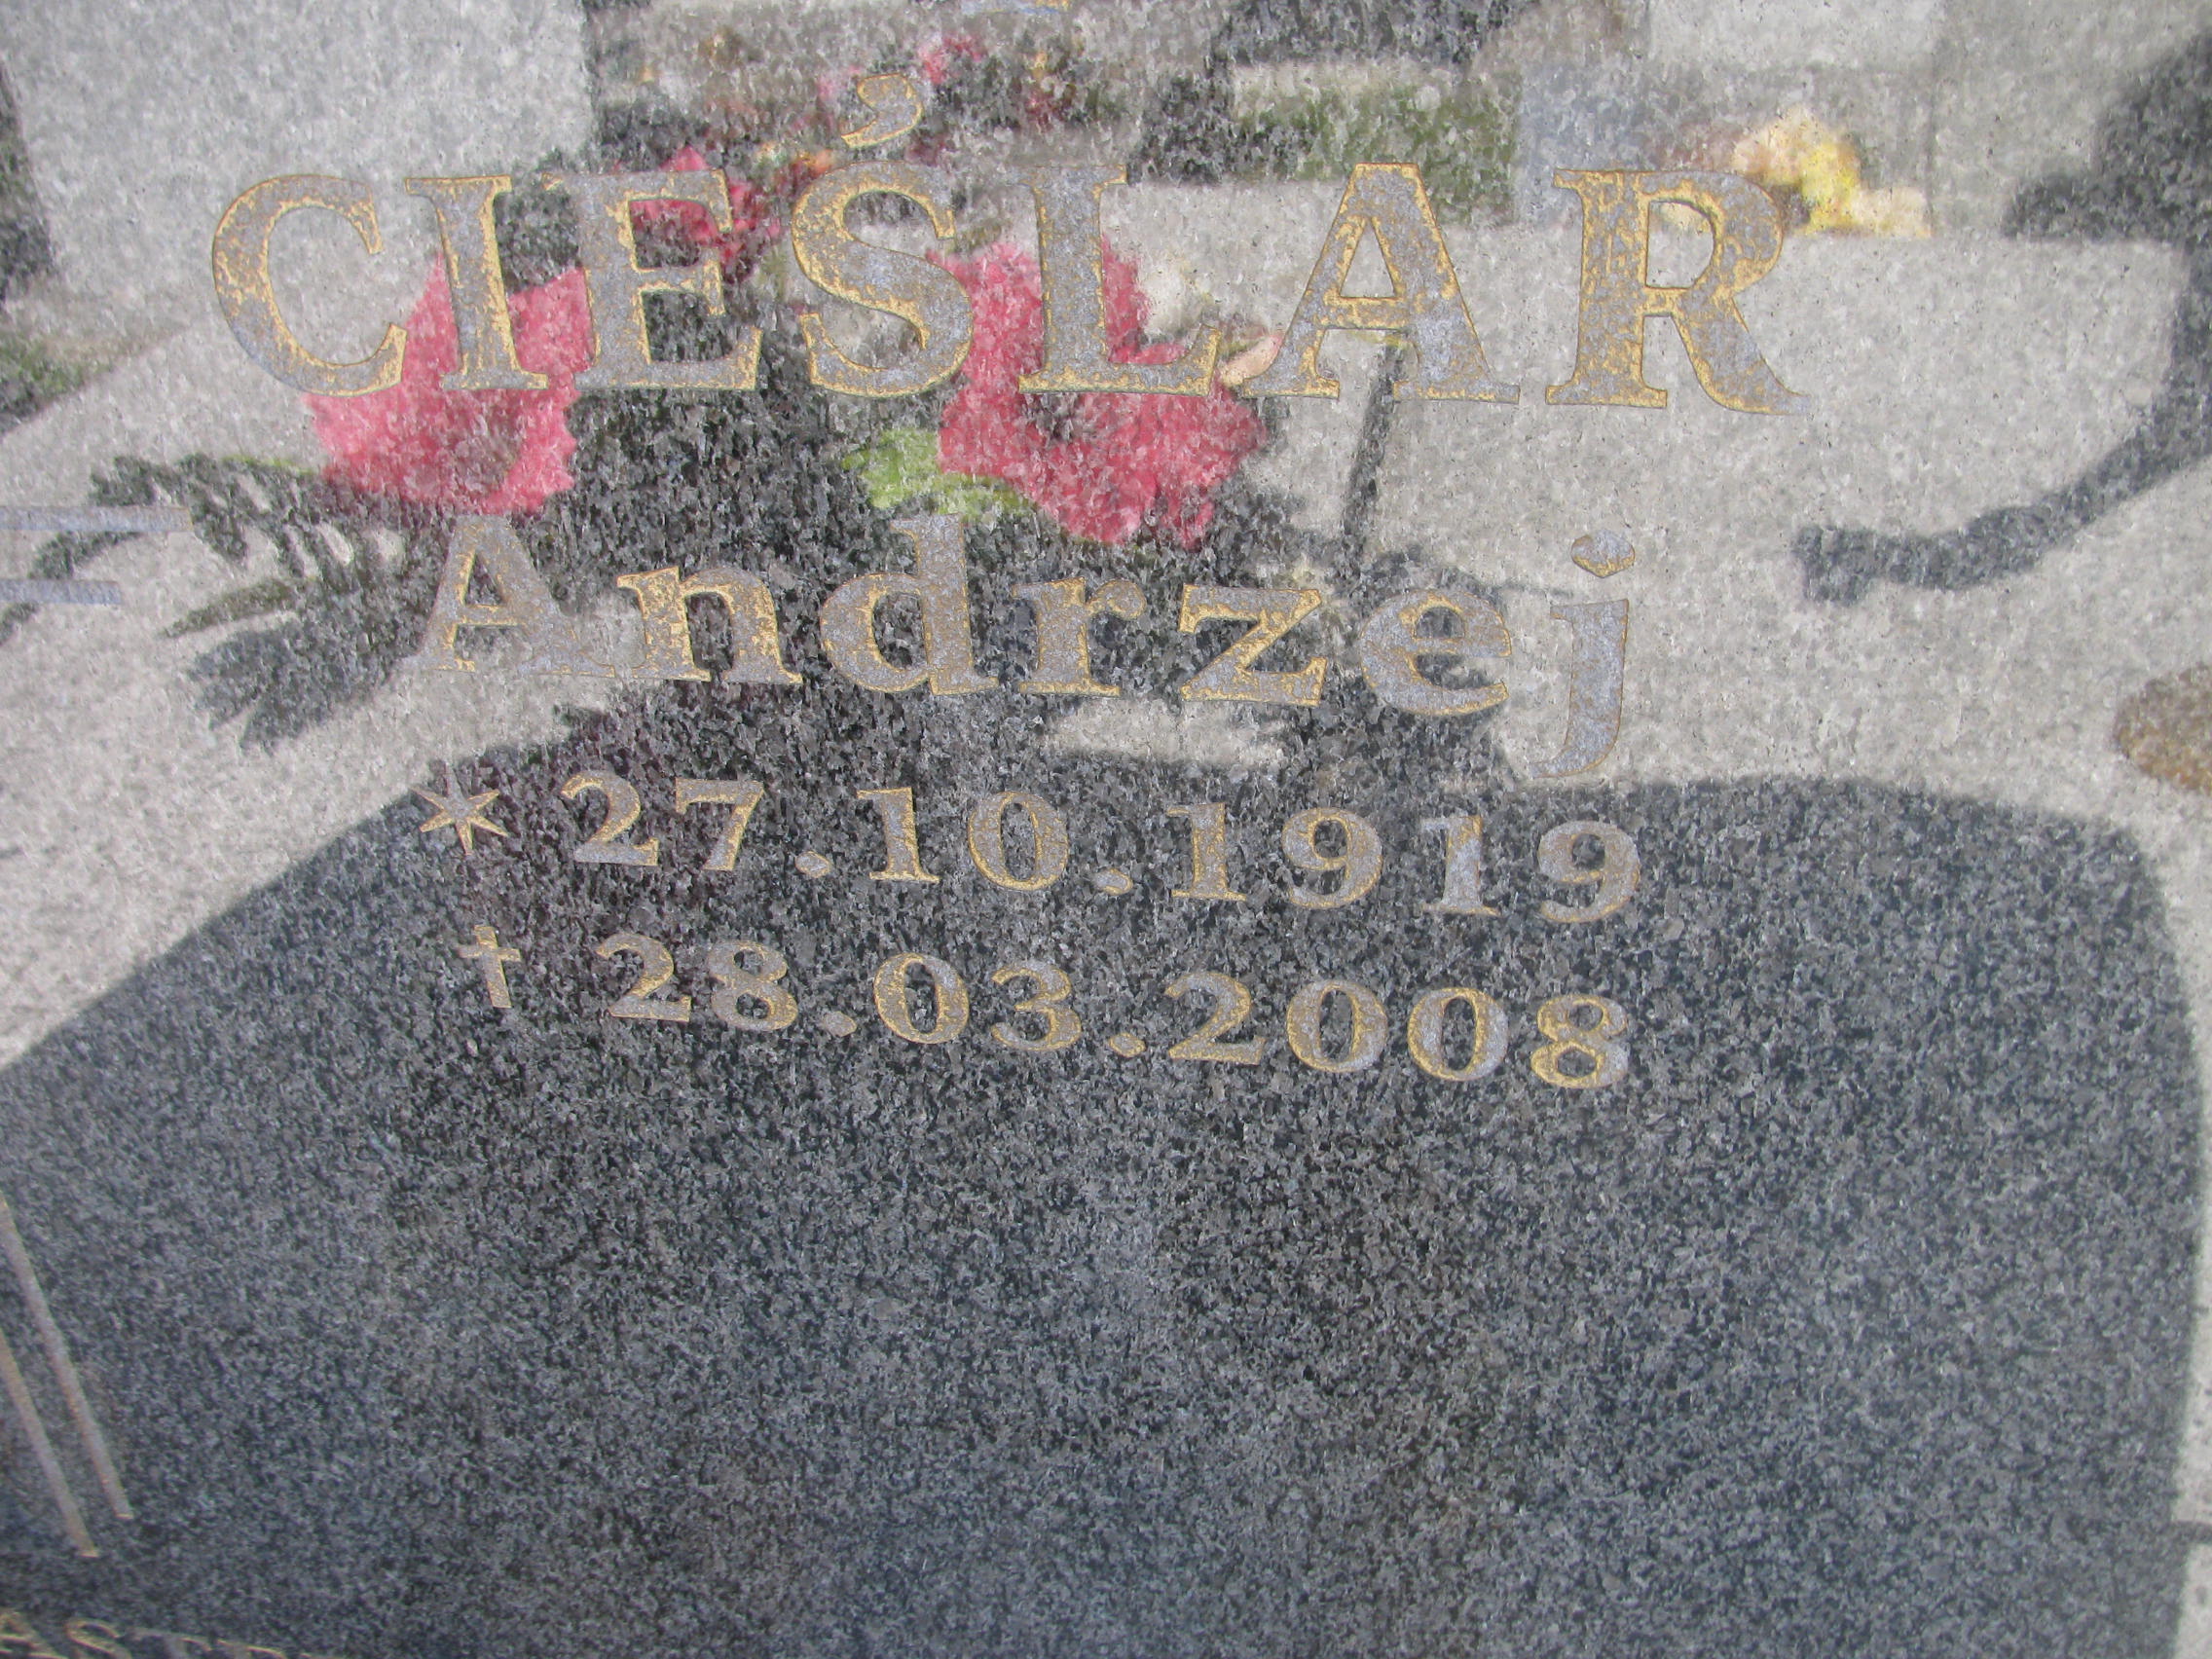 CIEŚLAR
Andrzej
* 27.10.1919
† 28.03.2008